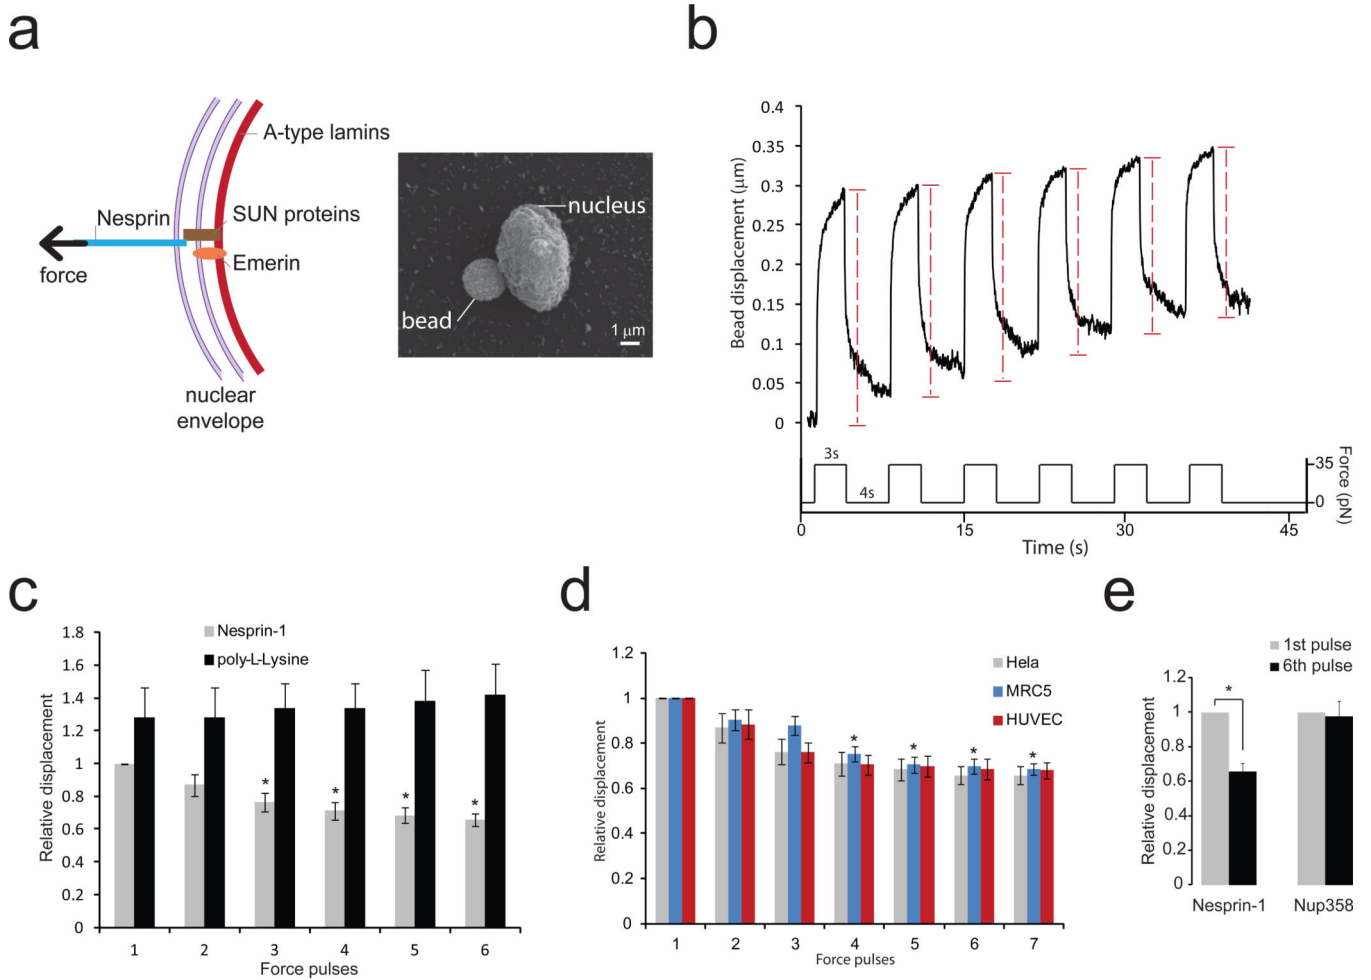 a
A-type lamins
Nesprin
SUN proteins
force
Emerin
nuclear
envelope
nucleus
bead
1 µm
b
Bead displacement (µm)
0.4
0.35
0.3
0.25
0.2
0.15
0.1
0.05
0
3s
4s
35
0
Force (pN)
0
15
30
45
Time (s)
c
Nesprin-1
poly-L-Lysine
Relative displacement
1.8
1.6
1.4
1.2
1
0.8
0.6
0.4
0.2
0
* * * *
1 2 3 4 5 6
Force pulses
d
Hela
MRC5
HUVEC
Relative displacement
1.2
1
0.8
0.6
0.4
0.2
0
* * * *
1 2 3 4 5 6 7
Force pulses
e
1st pulse
6th pulse
Relative displacement
1.2
1
0.8
0.6
0.4
0.2
0
*
Nesprin-1
Nup358